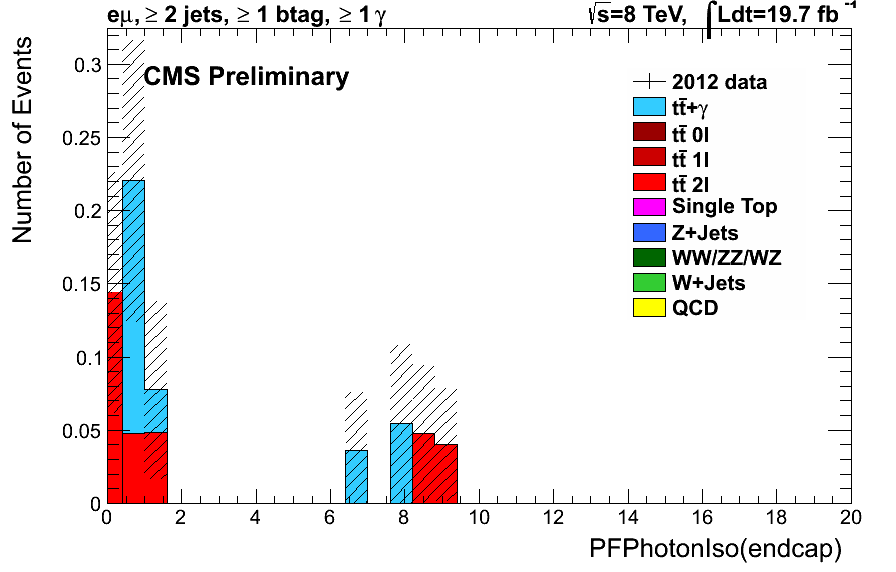 eμ, ≥ 2 jets, ≥ 1 btag, ≥ 1 γ
√s=8 TeV, ∫Ldt=19.7 fb⁻¹
CMS Preliminary
Number of Events
0.3
0.25
0.2
0.15
0.1
0.05
0
2012 data
tt̄+γ
tt̄ 0l
tt̄ 1l
tt̄ 2l
Single Top
Z+Jets
WW/ZZ/WZ
W+Jets
QCD
0 2 4 6 8 10 12 14 16 18 20
PFPhotonIso(endcap)